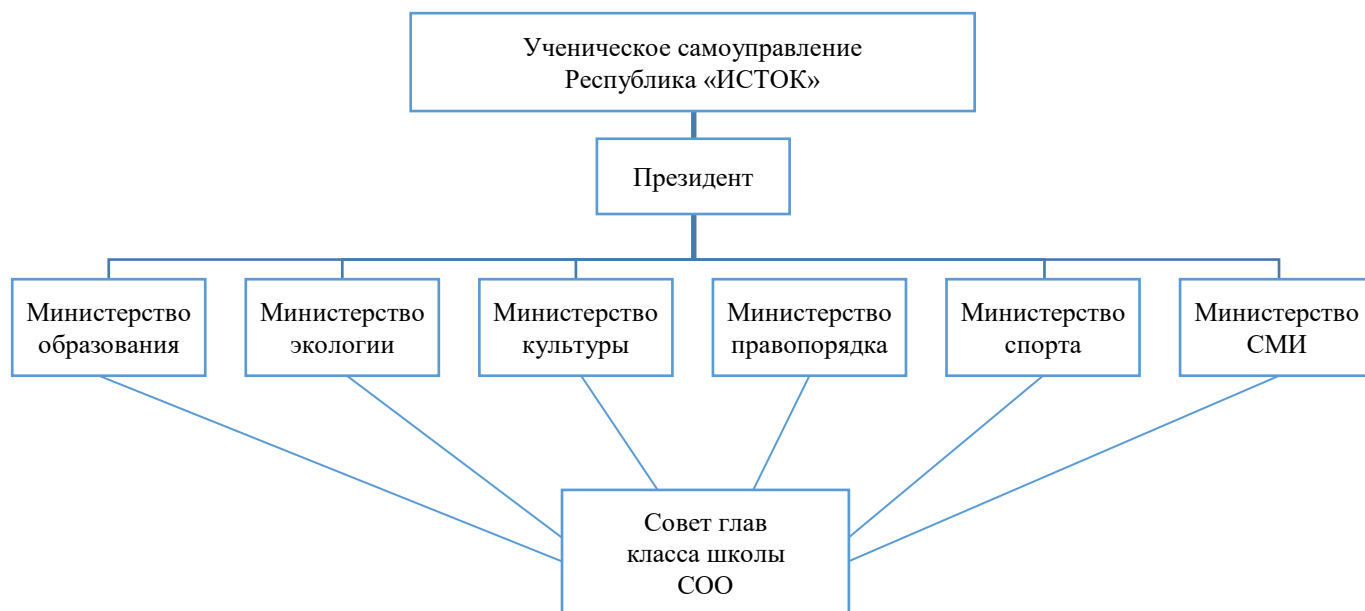 Ученическое самоуправление
Республика «ИСТОК»
Президент
Министерство
образования
Министерство
экологии
Министерство
культуры
Министерство
правопорядка
Министерство
спорта
Министерство
СМИ
Совет глав
класса школы
СОО